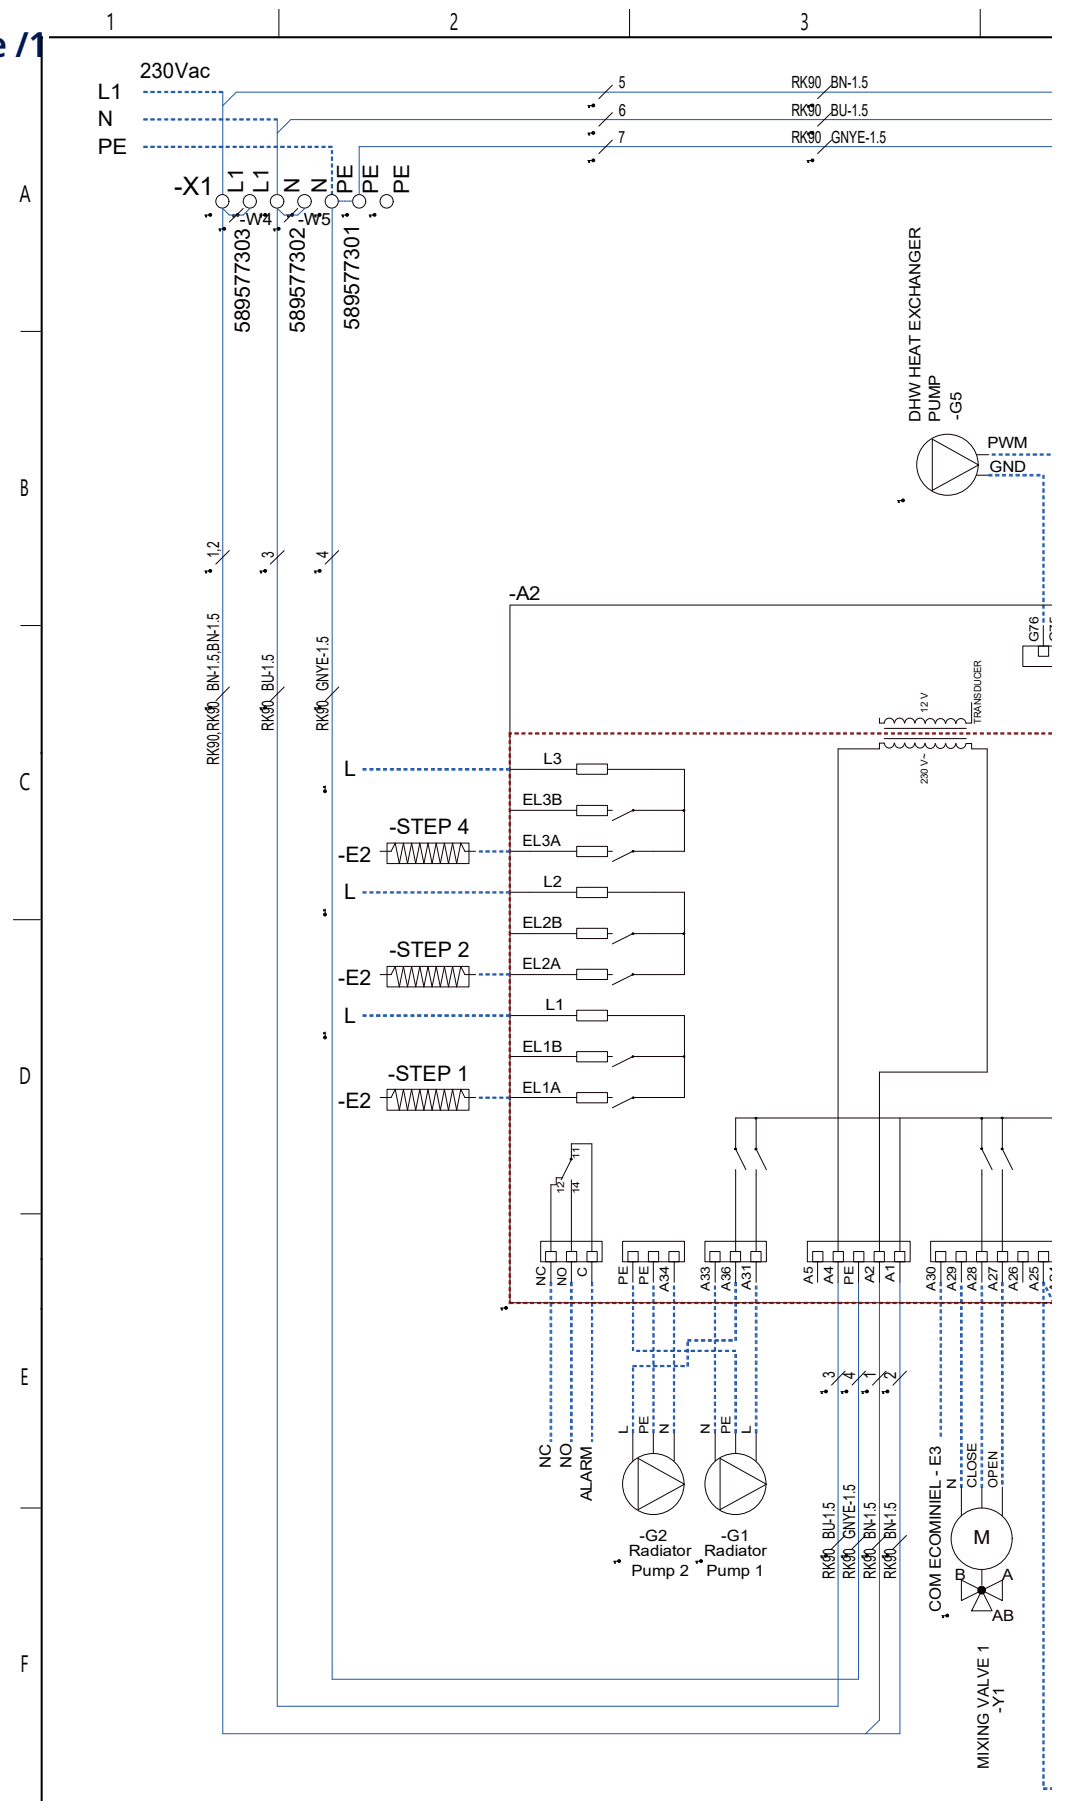 1
2
3
e /1
230Vac
L1
N
PE
5
RK90 BN-1.5
6
RK90 BU-1.5
7
RK90 GNYE-1.5
A
-X1
L1
L1
N
N
PE
PE
PE
-W4
-W5
589577303
589577302
589577301
DHW HEAT EXCHANGER
PUMP
-G5
PWM
GND
B
1,2
3
4
-A2
G76
RK90,RK90 BN-1.5,BN-1.5
RK90 BU-1.5
RK90 GNYE-1.5
12 V
TRANSDUCER
230 V~
C
L
L3
EL3B
-STEP 4
-E2
EL3A
L
L2
EL2B
-STEP 2
-E2
EL2A
L
L1
EL1B
D
-STEP 1
-E2
EL1A
11
12
14
NC
NO
C
PE
PE
A34
A33
A36
A31
A5
A4
PE
A2
A1
A30
A29
A28
A27
A26
A25
E
3
4
1
2
NC
NO
ALARM
L
PE
N
N
PE
L
COM ECOMINIEL - E3
N
CLOSE
OPEN
RK90 BU-1.5
RK90 GNYE-1.5
RK90 BN-1.5
RK90 BN-1.5
-G2
Radiator
Pump 2
-G1
Radiator
Pump 1
M
B
A
AB
F
MIXING VALVE 1
-Y1